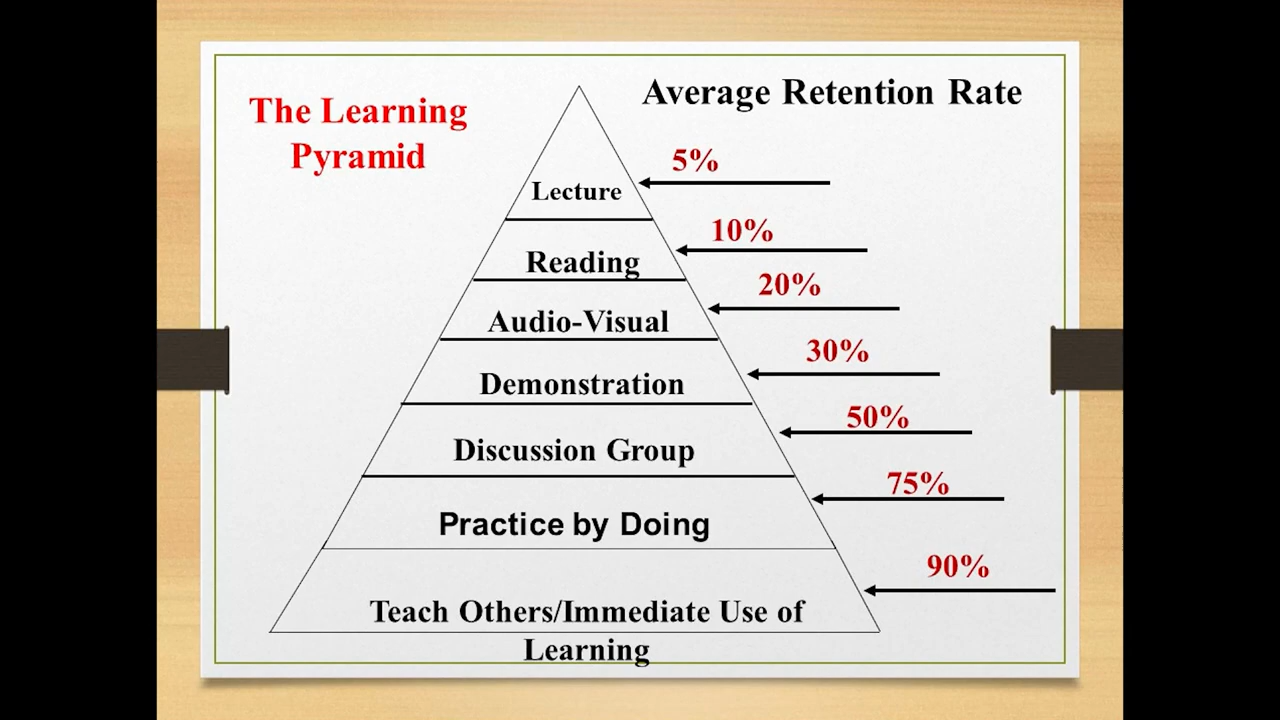 The Learning
Pyramid
Average Retention Rate
5%
Lecture
10%
Reading
20%
Audio-Visual
30%
Demonstration
50%
Discussion Group
75%
Practice by Doing
90%
Teach Others/Immediate Use of
Learning